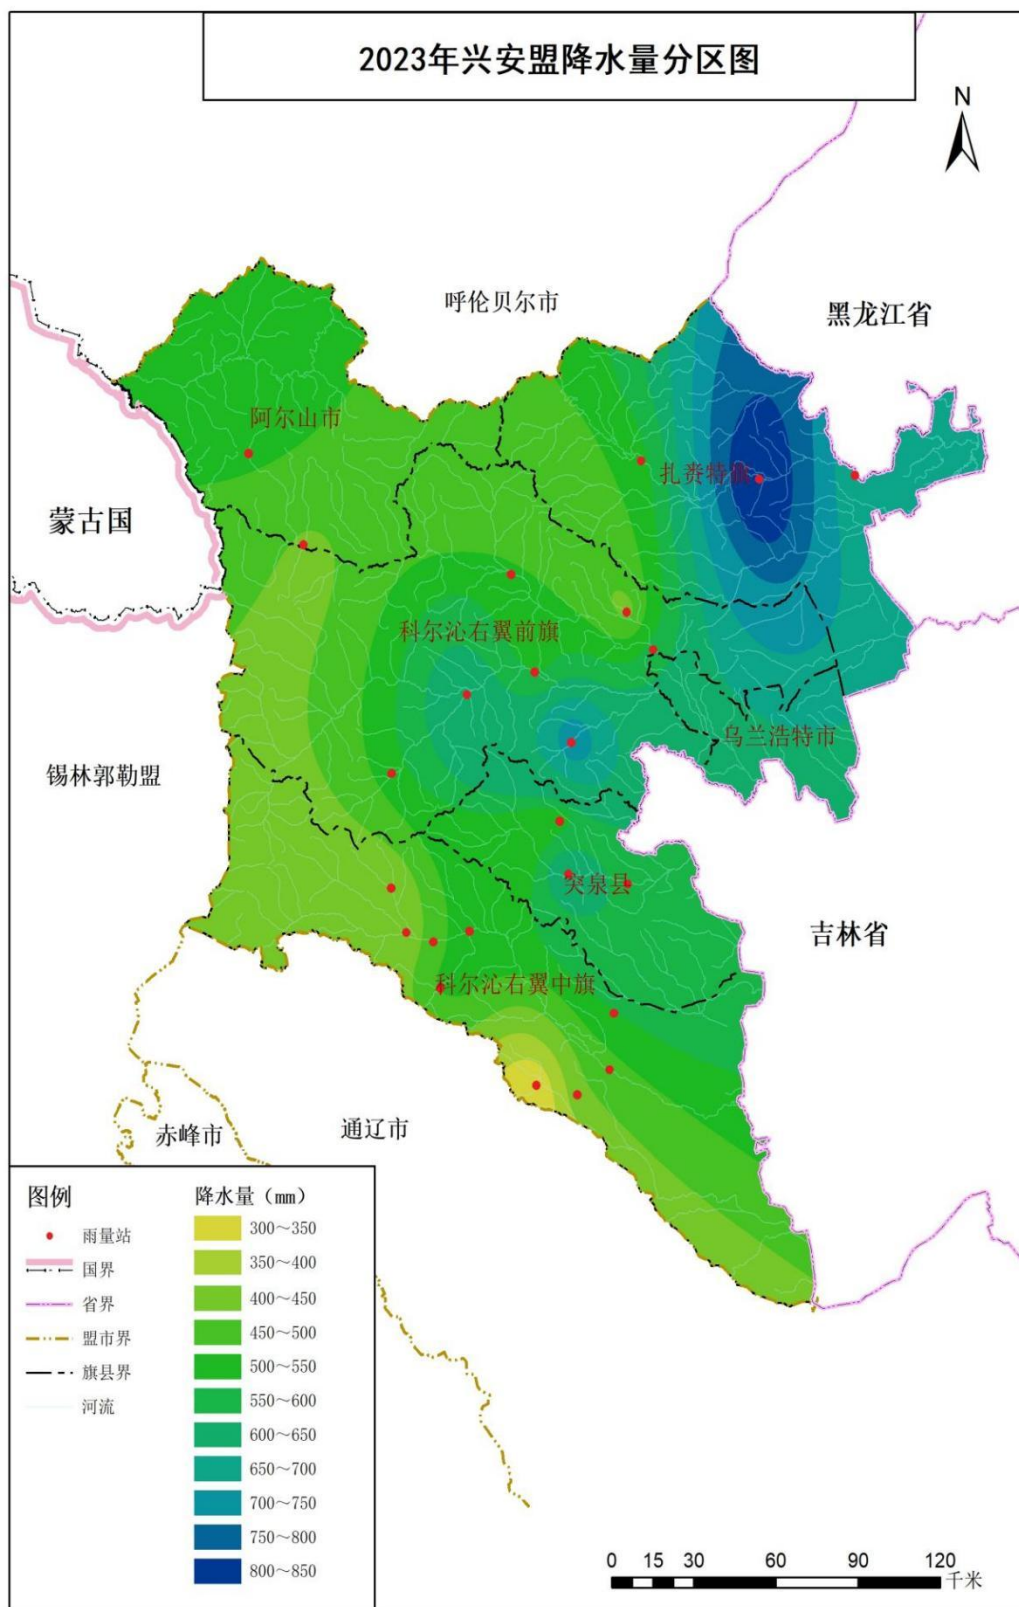 2023年兴安盟降水量分区图
N
呼伦贝尔市
黑龙江省
阿尔山市
扎赉特旗
蒙古国
科尔沁右翼前旗
乌兰浩特市
锡林郭勒盟
突泉县
吉林省
科尔沁右翼中旗
赤峰市
通辽市
图例
雨量站
国界
省界
盟市界
旗县界
河流
降水量（mm）
300～350
350～400
400～450
450～500
500～550
550～600
600～650
650～700
700～750
750～800
800～850
0 15 30 60 90 120
千米